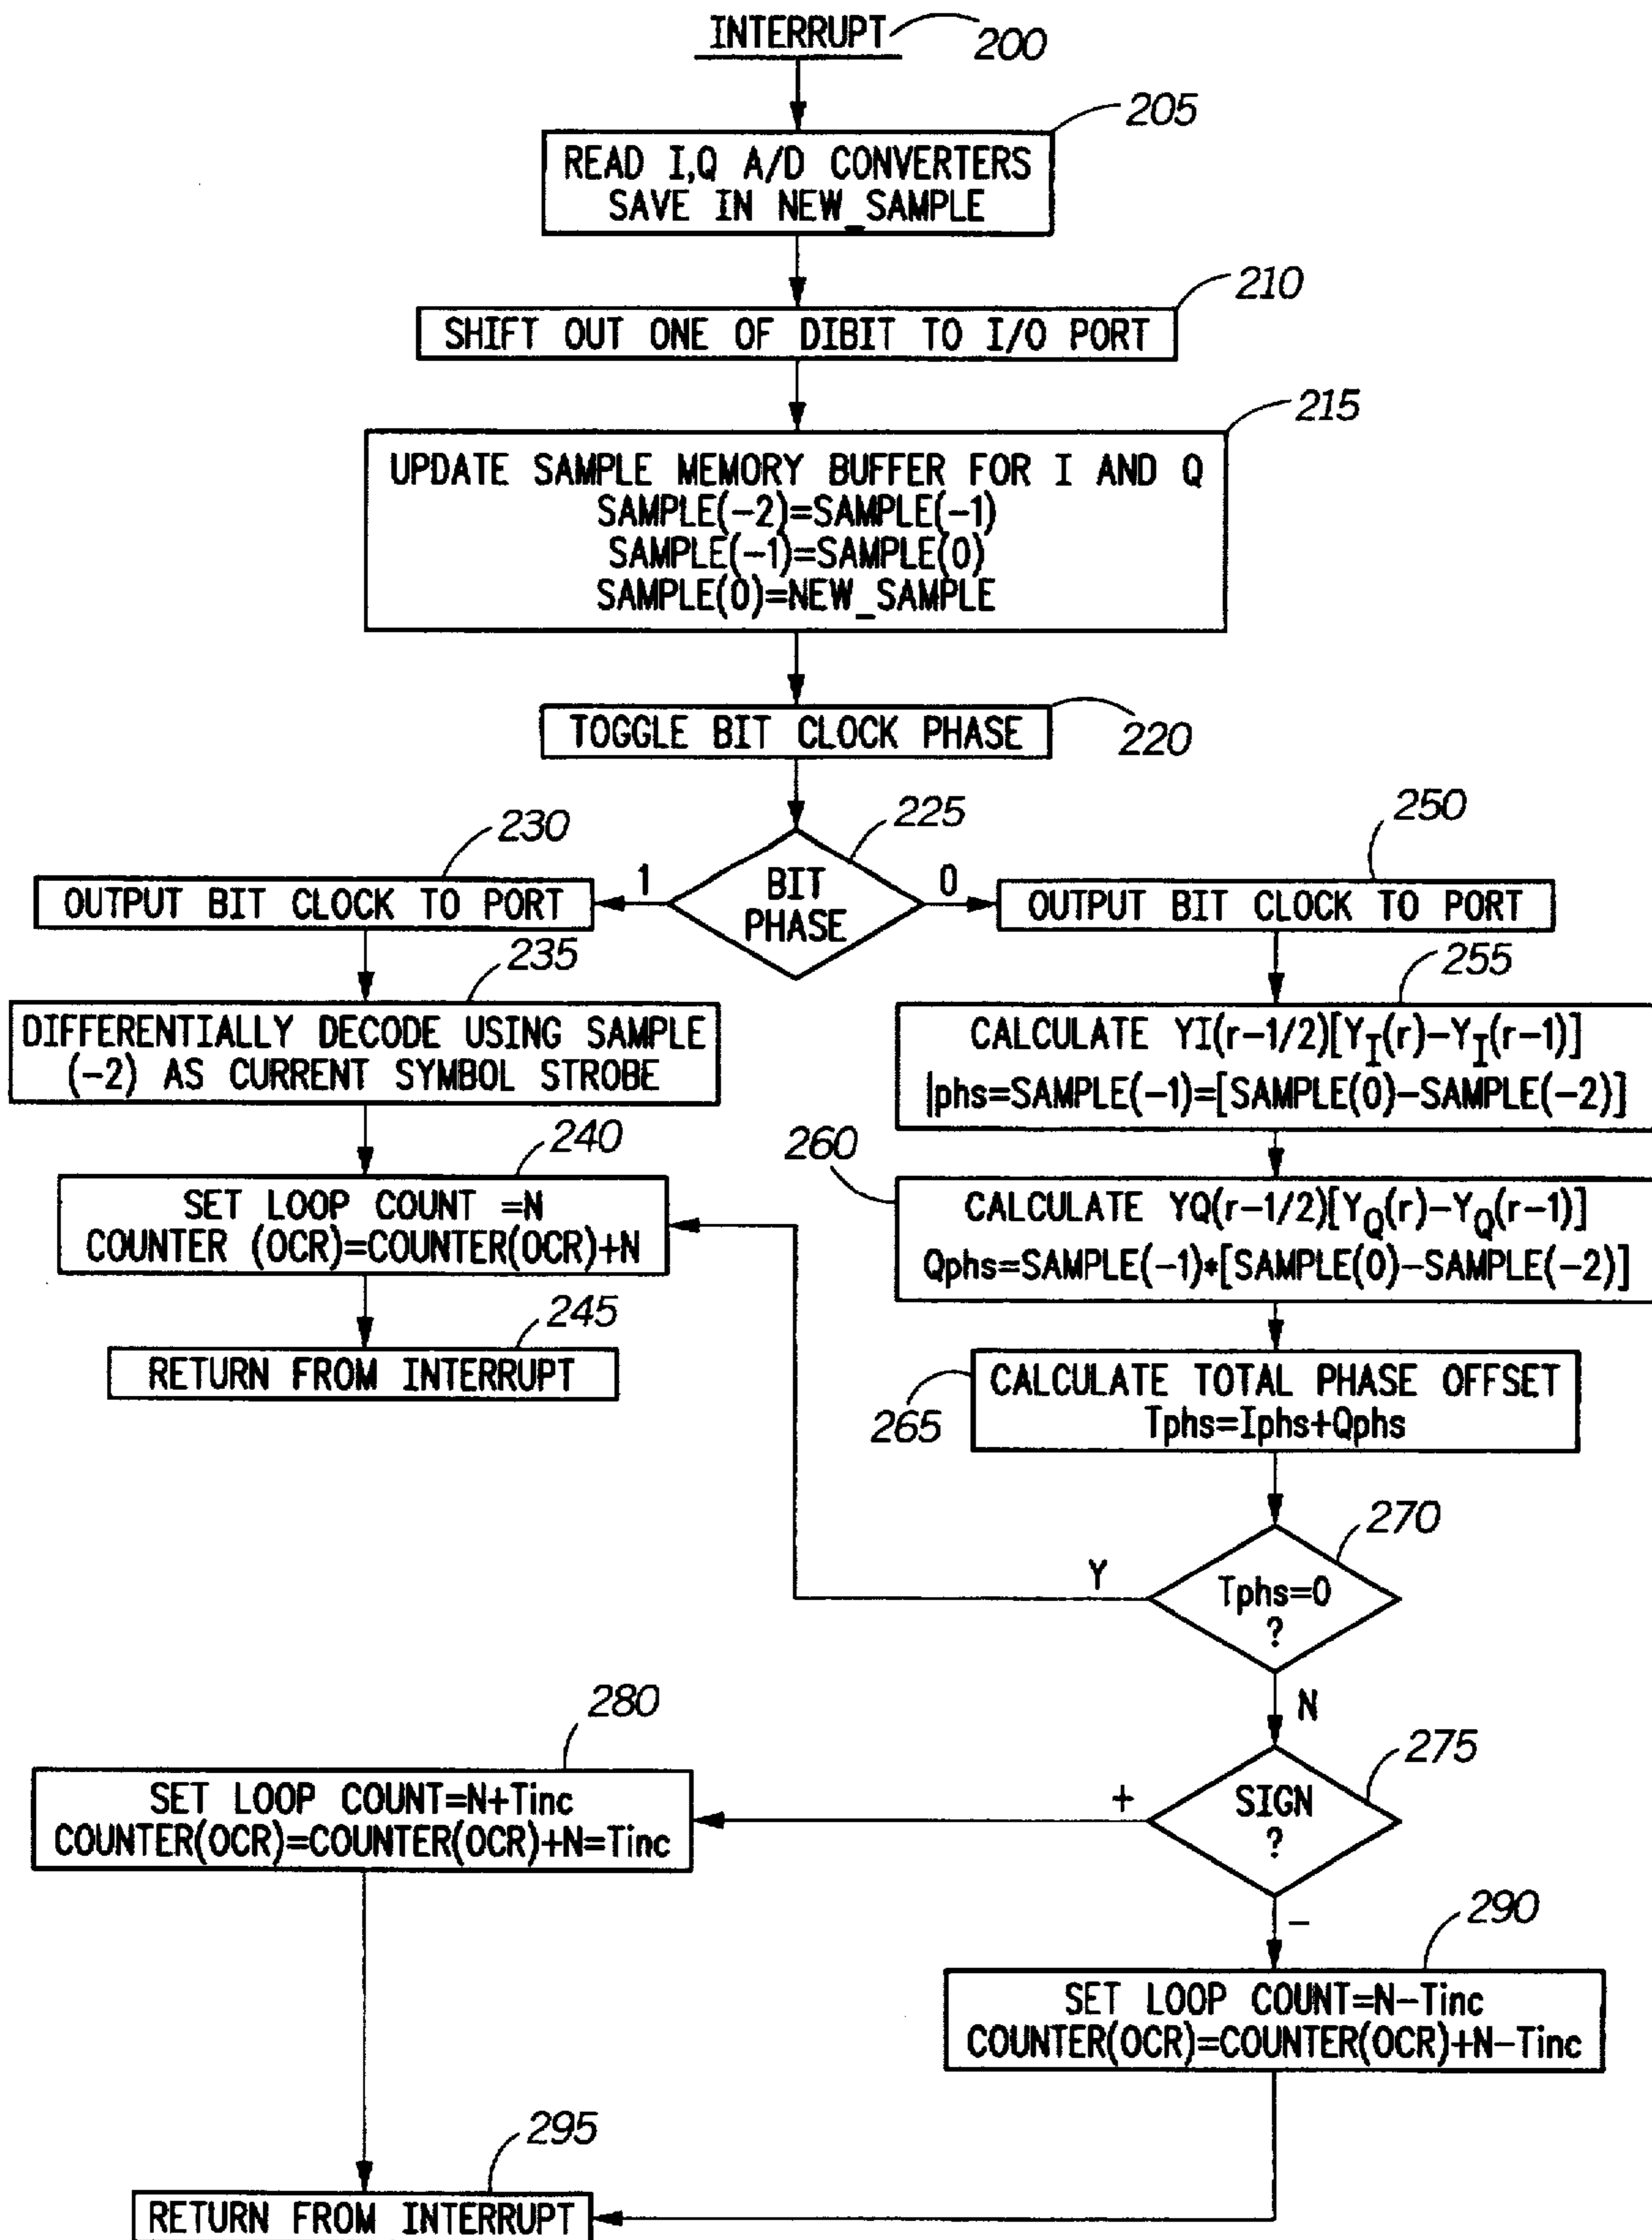 INTERRUPT 200
205
READ I,Q A/D CONVERTERS
SAVE IN NEW_SAMPLE
210
SHIFT OUT ONE OF DIBIT TO I/O PORT
215
UPDATE SAMPLE MEMORY BUFFER FOR I AND Q
SAMPLE(-2)=SAMPLE(-1)
SAMPLE(-1)=SAMPLE(0)
SAMPLE(0)=NEW_SAMPLE
TOGGLE BIT CLOCK PHASE
220
225
BIT
PHASE
1
0
230
OUTPUT BIT CLOCK TO PORT
235
DIFFERENTIALLY DECODE USING SAMPLE
(-2) AS CURRENT SYMBOL STROBE
240
SET LOOP COUNT =N
COUNTER (OCR)=COUNTER(OCR)+N
245
RETURN FROM INTERRUPT
250
OUTPUT BIT CLOCK TO PORT
255
CALCULATE YI(r-1/2)[Y_I(r)-Y_I(r-1)]
|phs=SAMPLE(-1)=[SAMPLE(0)-SAMPLE(-2)]
260
CALCULATE YQ(r-1/2)[Y_Q(r)-Y_Q(r-1)]
Qphs=SAMPLE(-1)*[SAMPLE(0)-SAMPLE(-2)]
265
CALCULATE TOTAL PHASE OFFSET
Tphs=Iphs+Qphs
270
Tphs=0
?
Y
N
275
SIGN
?
+
-
280
SET LOOP COUNT=N+Tinc
COUNTER(OCR)=COUNTER(OCR)+N=Tinc
290
SET LOOP COUNT=N-Tinc
COUNTER(OCR)=COUNTER(OCR)+N-Tinc
295
RETURN FROM INTERRUPT